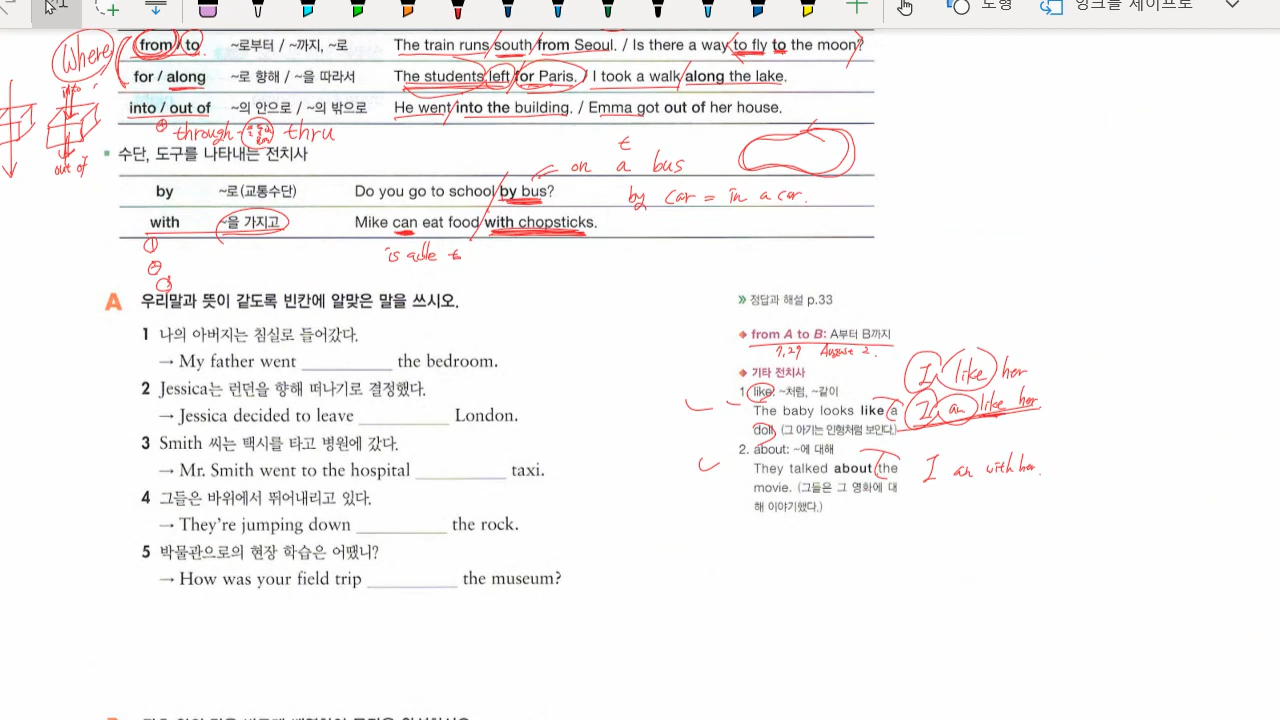 도형
잉크를 셰이프로
Where
from / to ~로부터 / ~까지, ~로 The train runs south from Seoul. / Is there a way to fly to the moon?
for / along ~로 향해 / ~을 따라서 The students left for Paris. / I took a walk along the lake.
into
into / out of ~의 안으로 / ~의 밖으로 He went into the building. / Emma got out of her house.
through thru
out of
수단, 도구를 나타내는 전치사
on a bus
by ~로(교통수단) Do you go to school by bus?
by car = in a car.
with ~을 가지고 Mike can eat food with chopsticks.
①
②
③
is able to
A 우리말과 뜻이 같도록 빈칸에 알맞은 말을 쓰시오.
1 나의 아버지는 침실로 들어갔다.
→ My father went ________ the bedroom.
2 Jessica는 런던을 향해 떠나기로 결정했다.
→ Jessica decided to leave ________ London.
3 Smith 씨는 택시를 타고 병원에 갔다.
→ Mr. Smith went to the hospital ________ taxi.
4 그들은 바위에서 뛰어내리고 있다.
→ They're jumping down ________ the rock.
5 박물관으로의 현장 학습은 어땠니?
→ How was your field trip ________ the museum?
» 정답과 해설 p.33
from A to B: A부터 B까지
7.29 August 2.
기타 전치사
1. like: ~처럼, ~같이
The baby looks like a
doll. (그 아기는 인형처럼 보인다.)
2. about: ~에 대해
They talked about the
movie. (그들은 그 영화에 대
해 이야기했다.)
I like her
I am like her.
I am with her.